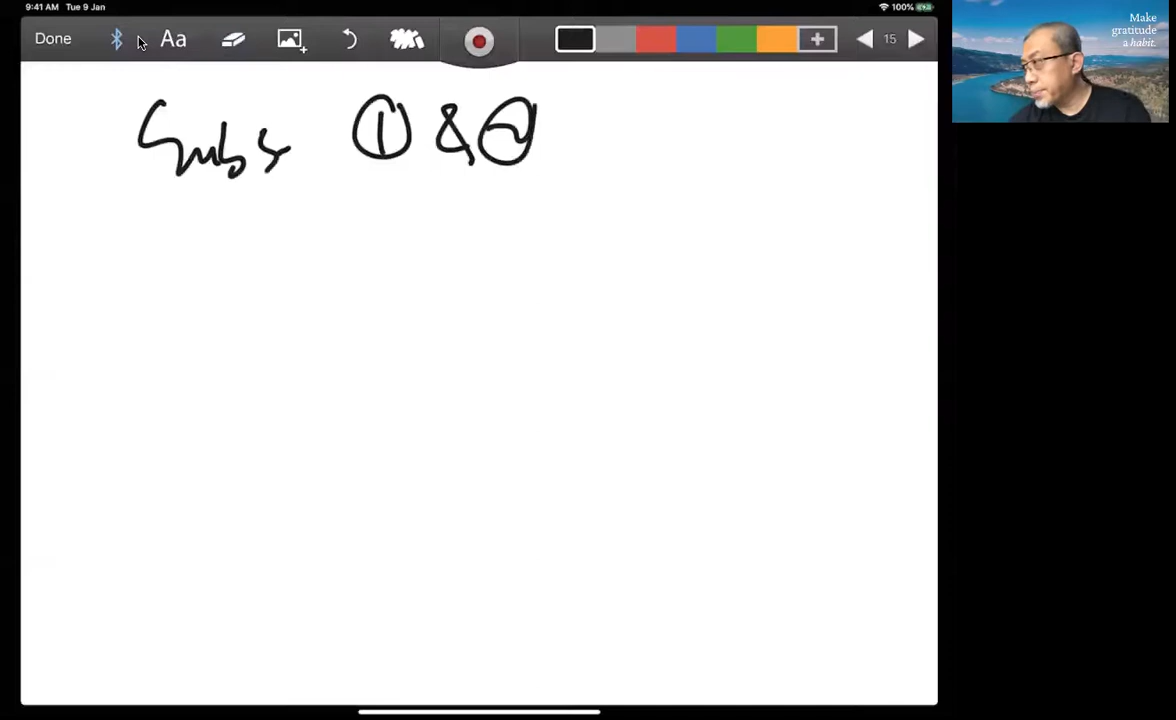 9:41 AM Tue 9 Jan 100%
Done Aa 15
Make
gratitude
a habit.
Subs ① & ②